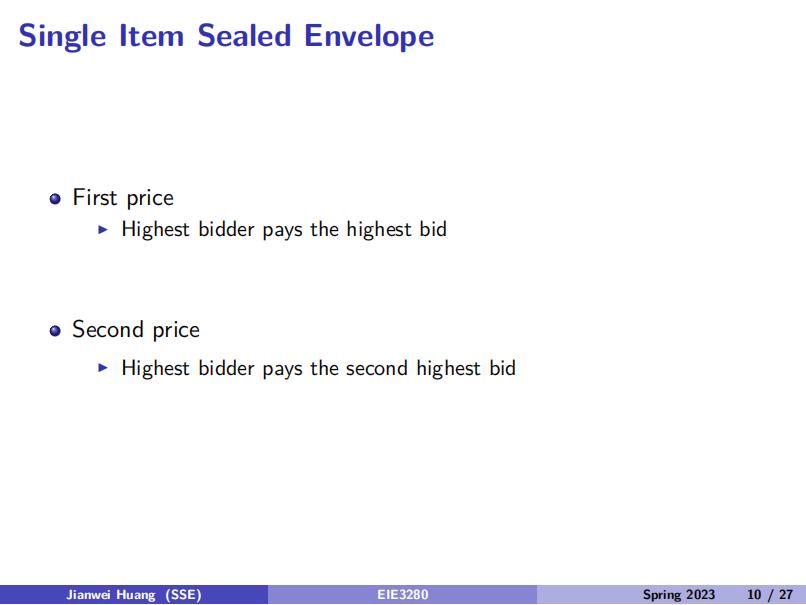 Single Item Sealed Envelope
First price
Highest bidder pays the highest bid
Second price
Highest bidder pays the second highest bid
Jianwei Huang (SSE) EIE3280 Spring 2023 10 / 27